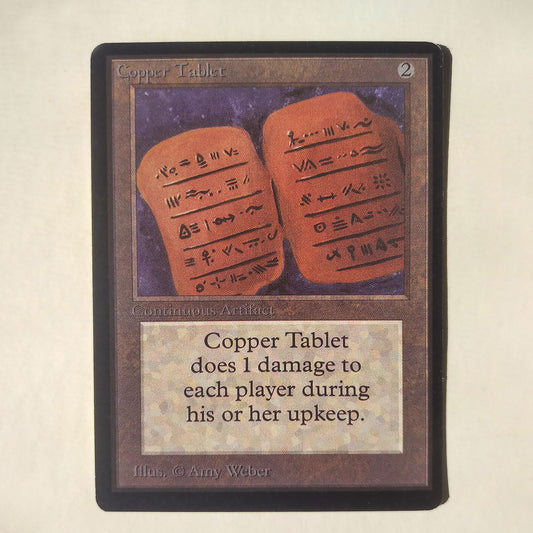 Copper Tablet 2
Continuous Artifact
Copper Tablet
does 1 damage to
each player during
his or her upkeep.
Illus. © Amy Weber